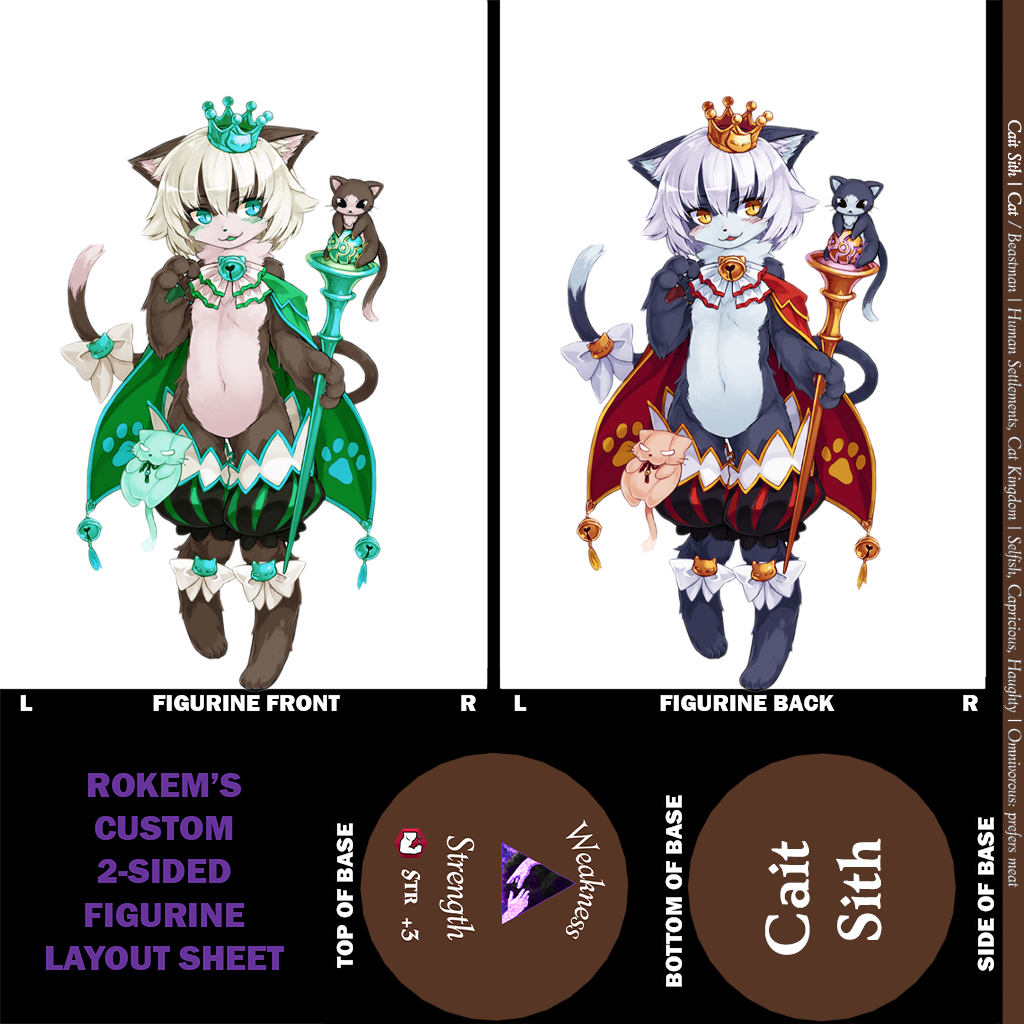 L FIGURINE FRONT R
L FIGURINE BACK R
ROKEM'S
CUSTOM
2-SIDED
FIGURINE
LAYOUT SHEET
TOP OF BASE
Weakness
Strength
STR +3
BOTTOM OF BASE
Cait
Sith
SIDE OF BASE
Cait Sith | Cat / Beastman | Human Settlements, Cat Kingdom | Selfish, Capricious, Haughty | Omnivorous: prefers meat